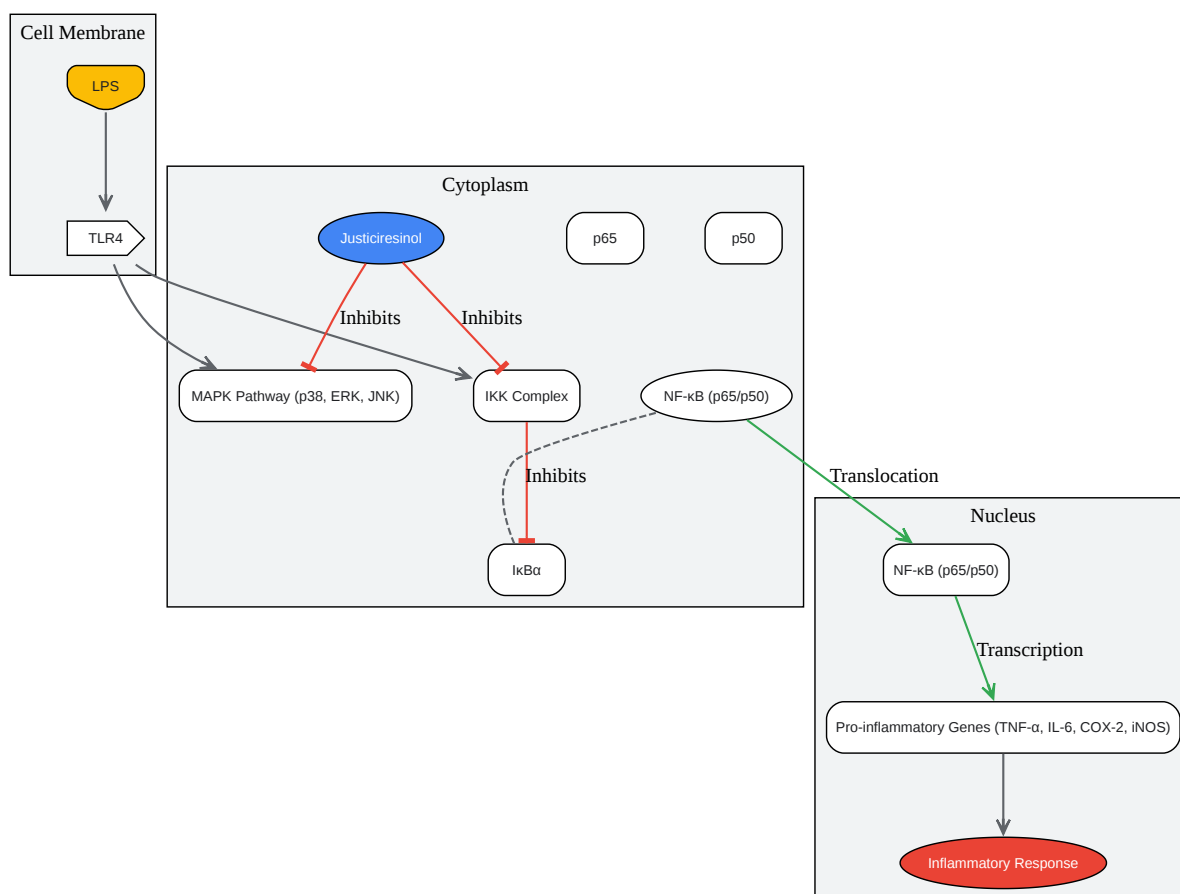 Cell Membrane
LPS
TLR4
Cytoplasm
Justiciresinol
p65
p50
Inhibits
Inhibits
MAPK Pathway (p38, ERK, JNK)
IKK Complex
NF-κB (p65/p50)
Inhibits
Translocation
IκBα
Nucleus
NF-κB (p65/p50)
Transcription
Pro-inflammatory Genes (TNF-α, IL-6, COX-2, iNOS)
Inflammatory Response